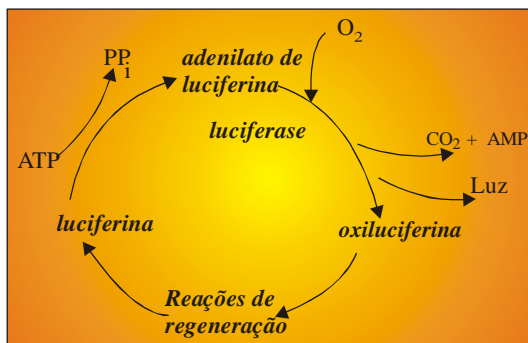 O₂
PPi
adenilato de
luciferina
luciferase
ATP
CO₂ + AMP
Luz
luciferina
oxiluciferina
Reações de
regeneração